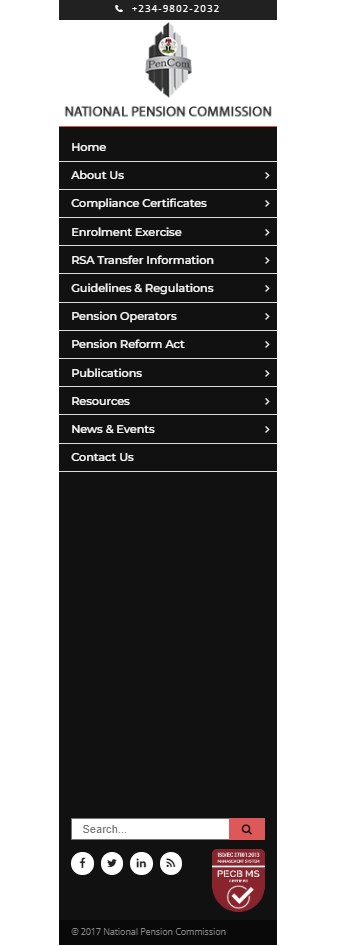 +234-9802-2032
PenCom
NATIONAL PENSION COMMISSION
Home
About Us
Compliance Certificates
Enrolment Exercise
RSA Transfer Information
Guidelines & Regulations
Pension Operators
Pension Reform Act
Publications
Resources
News & Events
Contact Us
Search...
ISO/IEC 27001:2013
MANAGEMENT SYSTEM
PECB MS
CERTIFIED
© 2017 National Pension Commission